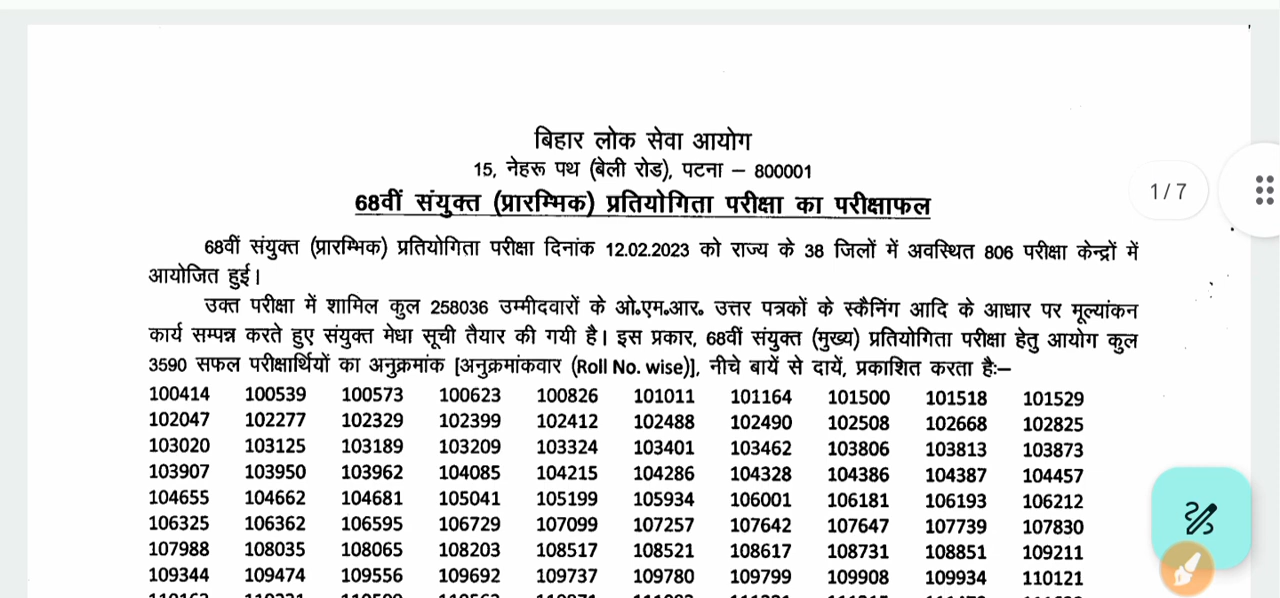 बिहार लोक सेवा आयोग
15, नेहरू पथ (बेली रोड), पटना – 800001
68वीं संयुक्त (प्रारम्भिक) प्रतियोगिता परीक्षा का परीक्षाफल
1 / 7
68वीं संयुक्त (प्रारम्भिक) प्रतियोगिता परीक्षा दिनांक 12.02.2023 को राज्य के 38 जिलों में अवस्थित 806 परीक्षा केन्द्रों में
आयोजित हुई।
उक्त परीक्षा में शामिल कुल 258036 उम्मीदवारों के ओ॰एम॰आर॰ उत्तर पत्रकों के स्कैनिंग आदि के आधार पर मूल्यांकन
कार्य सम्पन्न करते हुए संयुक्त मेधा सूची तैयार की गयी है। इस प्रकार, 68वीं संयुक्त (मुख्य) प्रतियोगिता परीक्षा हेतु आयोग कुल
3590 सफल परीक्षार्थियों का अनुक्रमांक [अनुक्रमांकवार (Roll No. wise)], नीचे बायें से दायें, प्रकाशित करता है:–
100414 100539 100573 100623 100826 101011 101164 101500 101518 101529
102047 102277 102329 102399 102412 102488 102490 102508 102668 102825
103020 103125 103189 103209 103324 103401 103462 103806 103813 103873
103907 103950 103962 104085 104215 104286 104328 104386 104387 104457
104655 104662 104681 105041 105199 105934 106001 106181 106193 106212
106325 106362 106595 106729 107099 107257 107642 107647 107739 107830
107988 108035 108065 108203 108517 108521 108617 108731 108851 109211
109344 109474 109556 109692 109737 109780 109799 109908 109934 110121